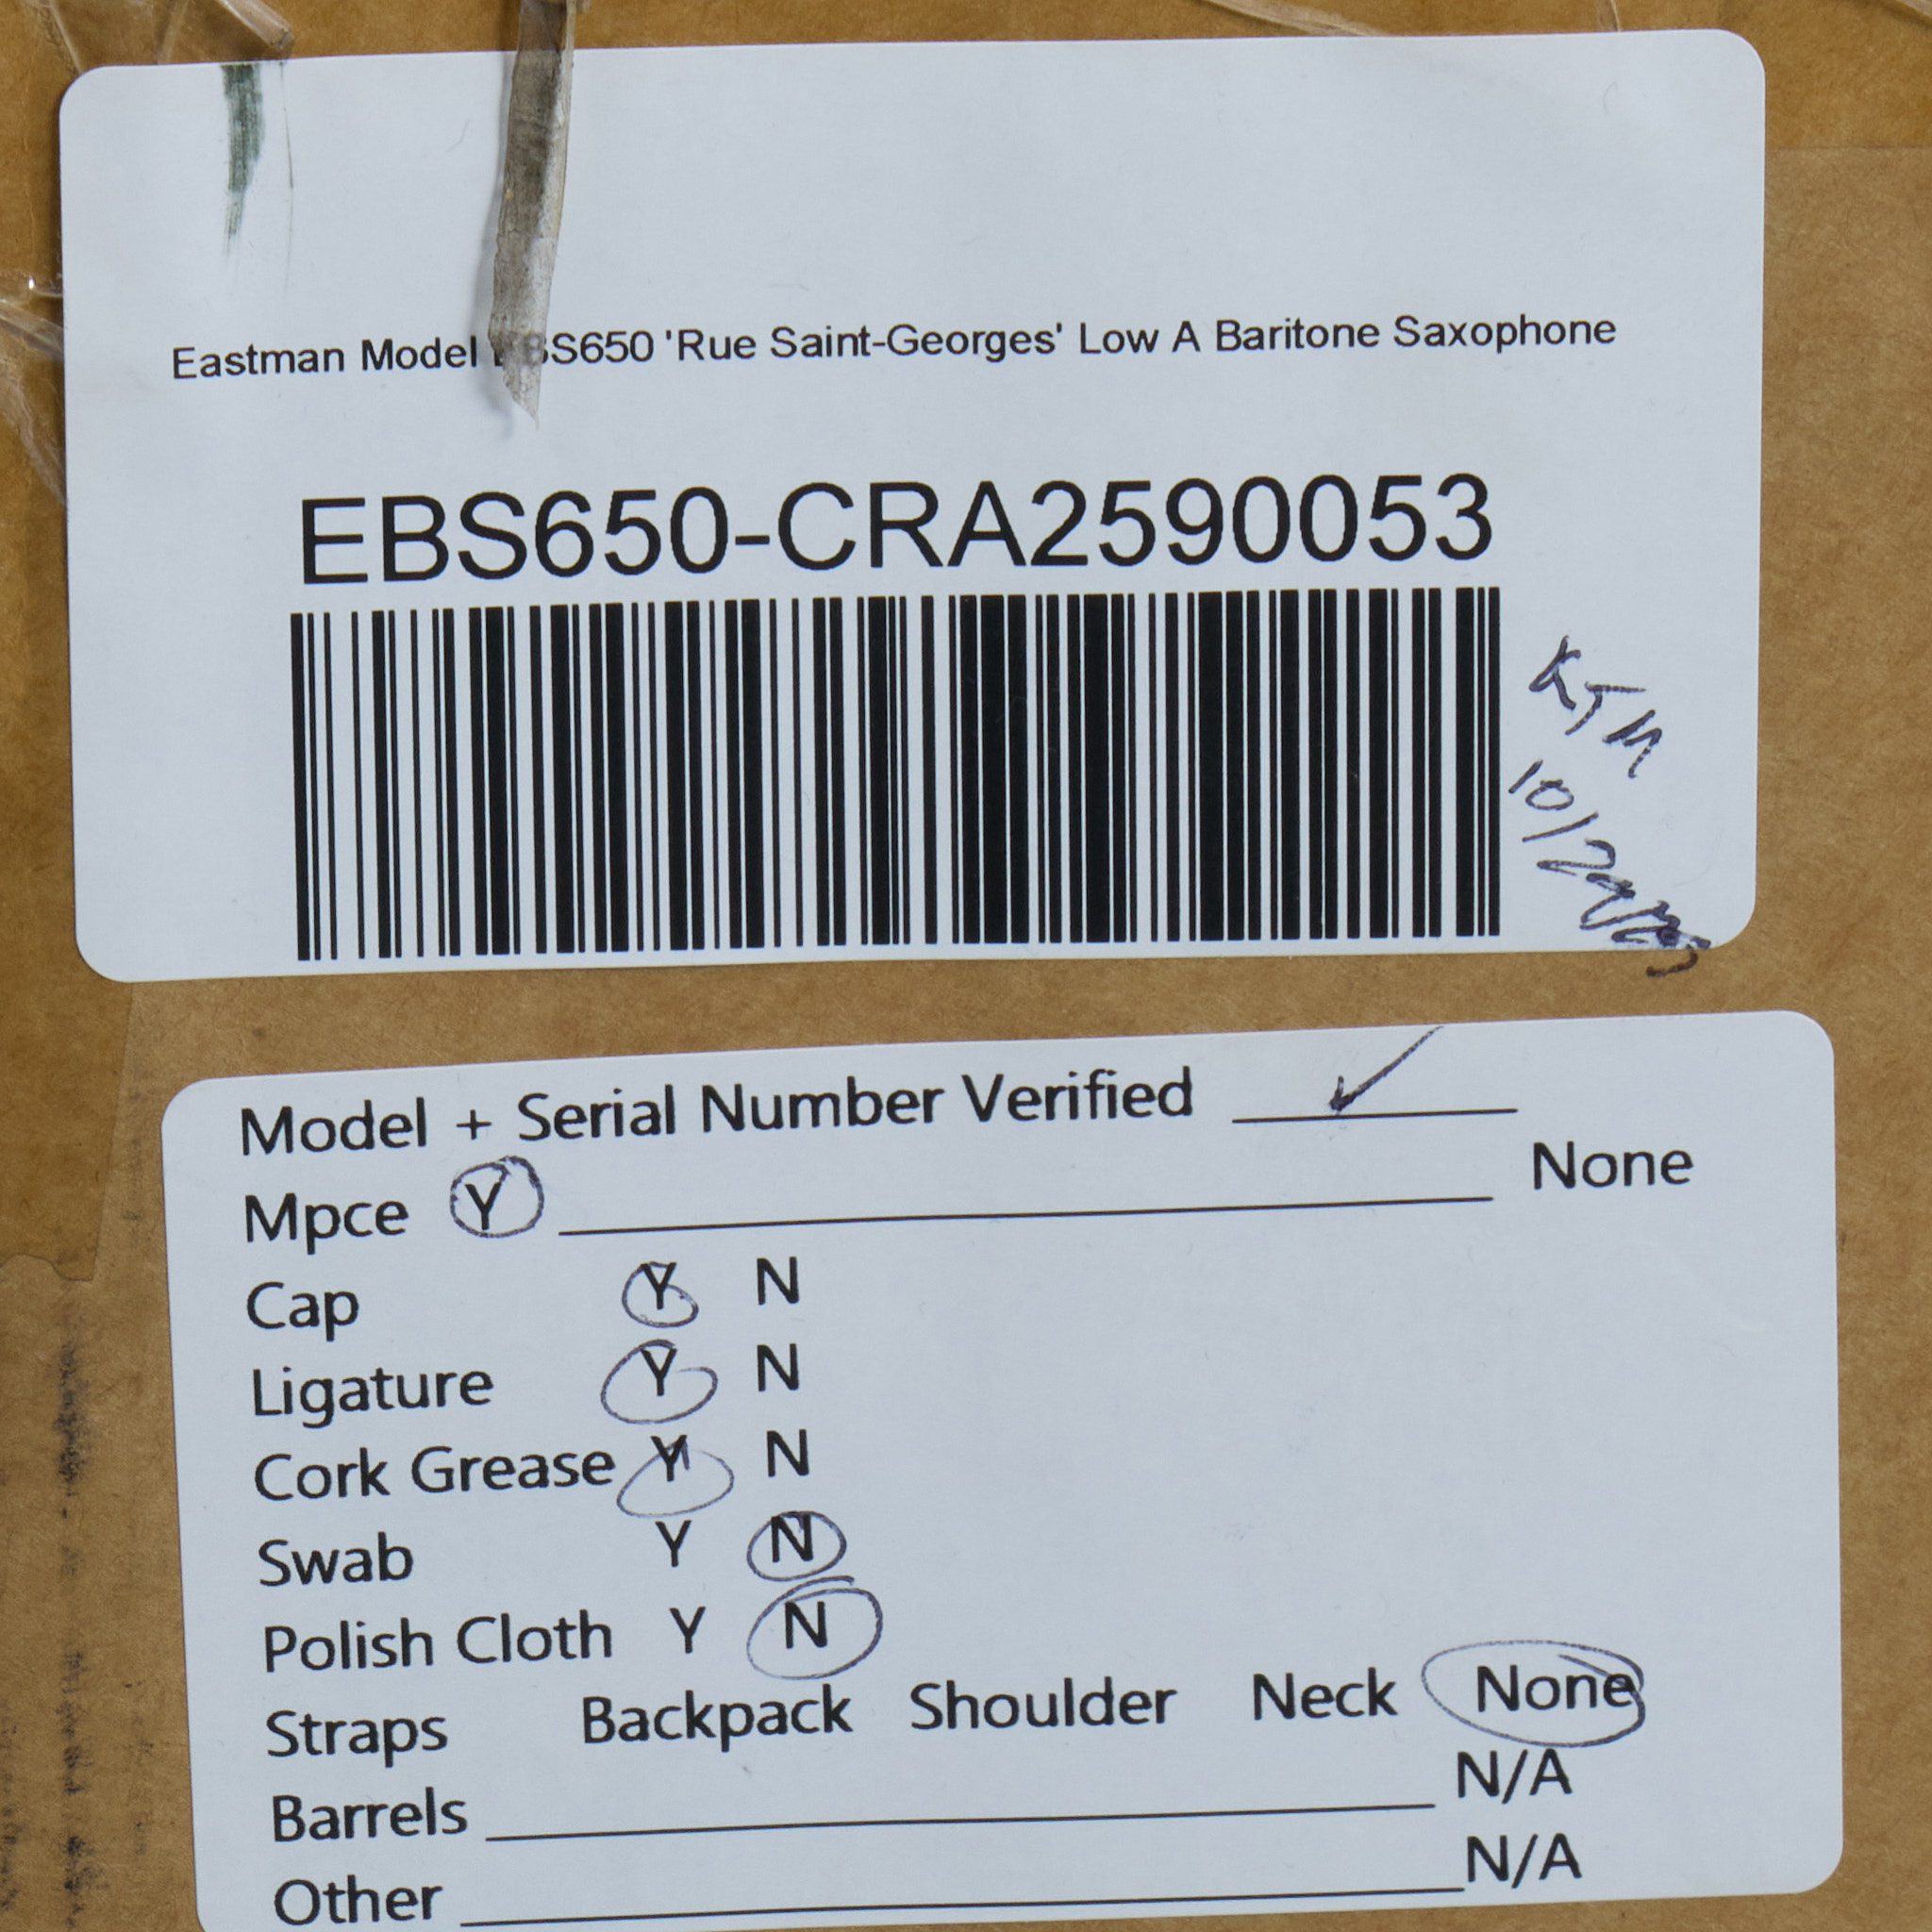 Eastman Model EBS650 'Rue Saint-Georges' Low A Baritone Saxophone
EBS650-CRA2590053
KJM
Model + Serial Number Verified ✓
Mpce Y None
Cap Y N
Ligature Y N
Cork Grease Y N
Swab Y N
Polish Cloth Y N
Straps Backpack Shoulder Neck None
Barrels N/A
Other N/A